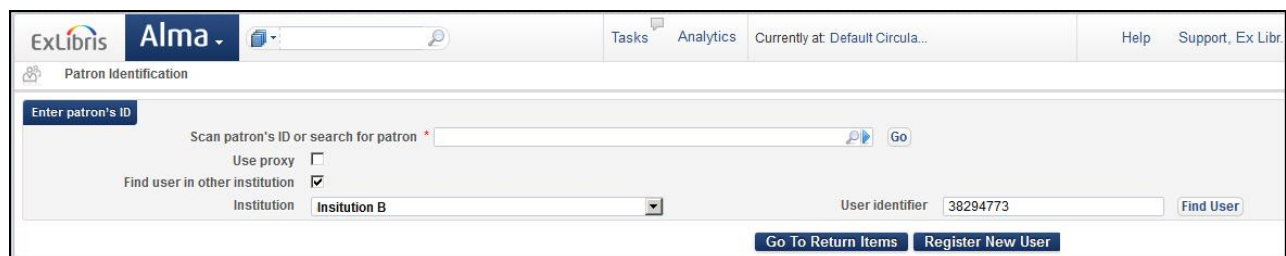 ExLibris Alma Tasks Analytics Currently at: Default Circula... Help Support, Ex Libr.
Patron Identification
Enter patron's ID
Scan patron's ID or search for patron * Go
Use proxy
Find user in other institution
Institution Insitution B User identifier 38294773 Find User
Go To Return Items Register New User